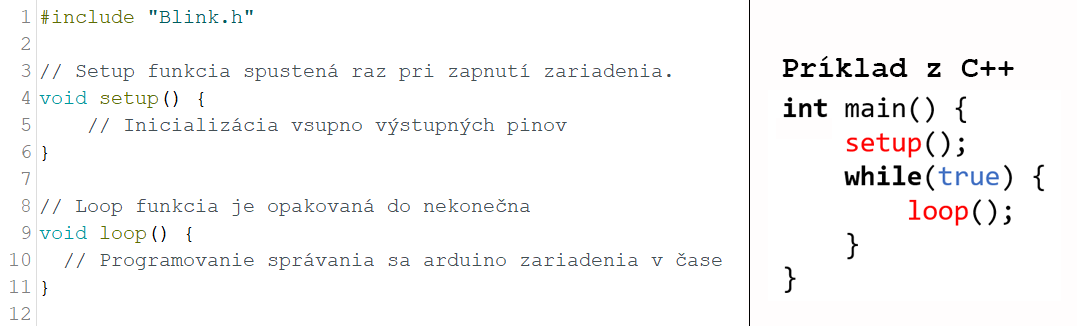 1 #include "Blink.h"
2
3 // Setup funkcia spustená raz pri zapnutí zariadenia.
4 void setup() {
5     // Inicializácia vsupno výstupných pinov
6 }
7
8 // Loop funkcia je opakovaná do nekonečna
9 void loop() {
10   // Programovanie správania sa arduino zariadenia v čase
11 }
12
Príklad z C++
int main() {
    setup();
    while(true) {
        loop();
    }
}